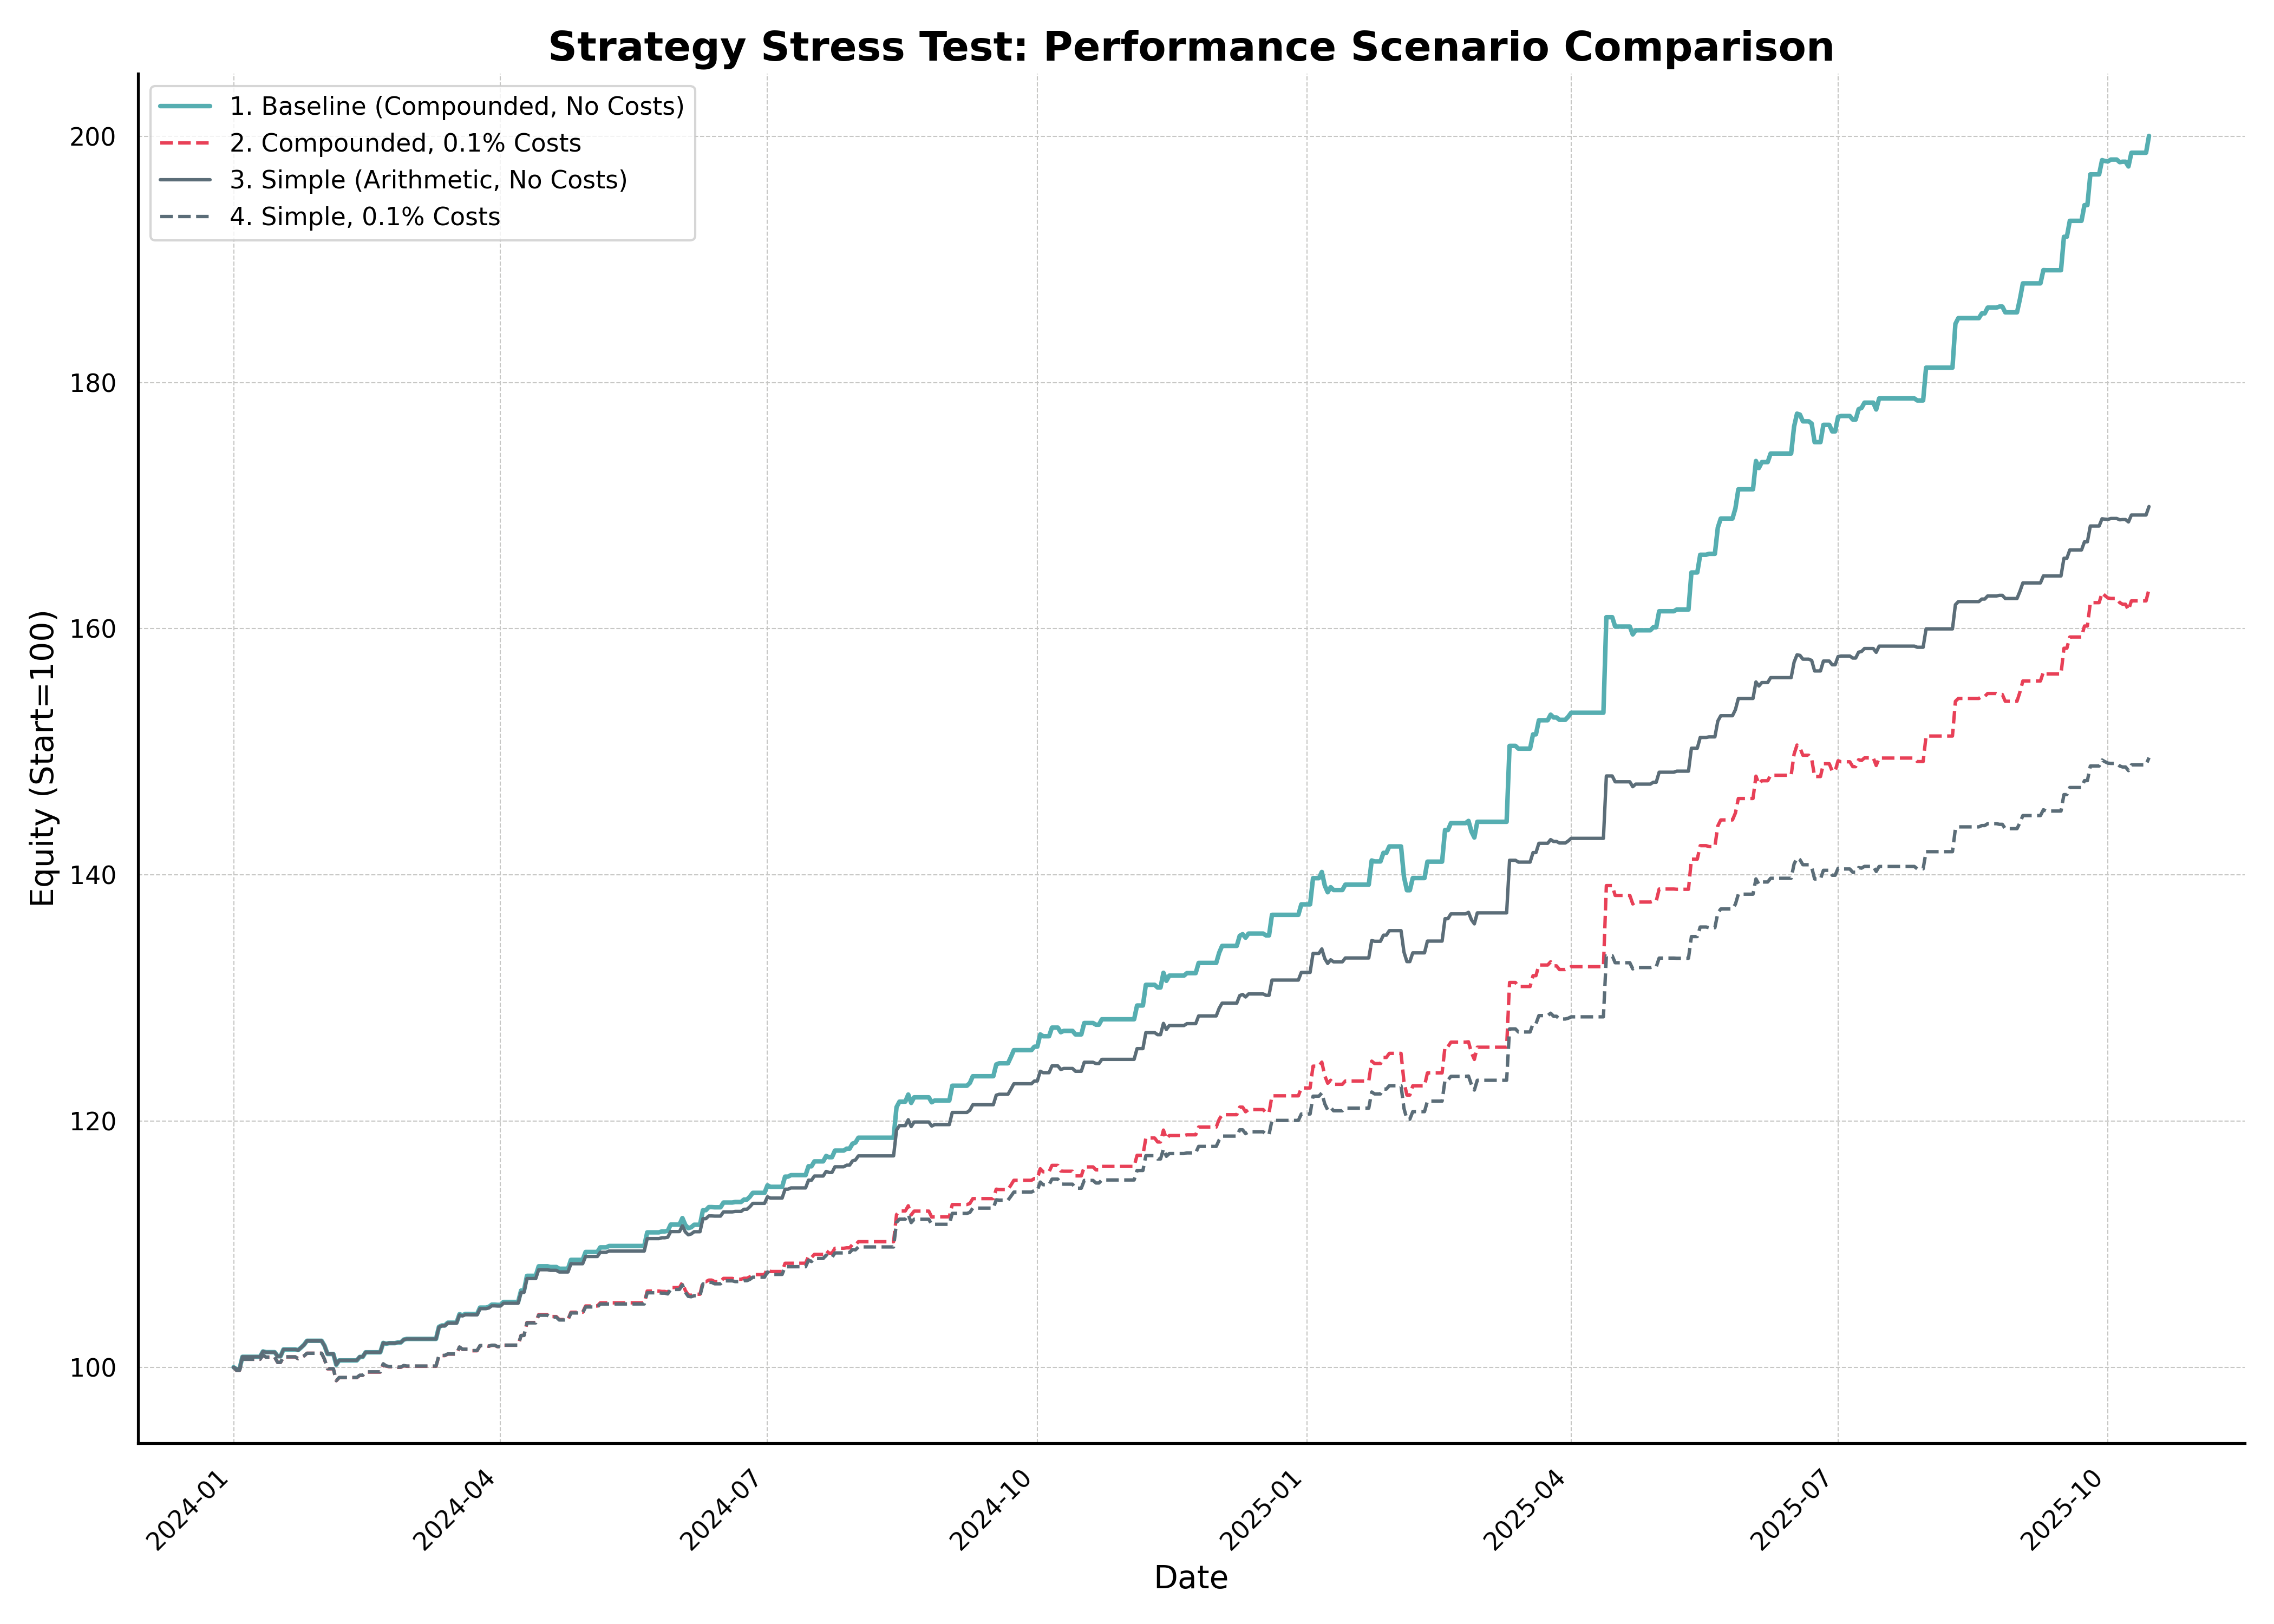 Strategy Stress Test: Performance Scenario Comparison
1. Baseline (Compounded, No Costs)
2. Compounded, 0.1% Costs
3. Simple (Arithmetic, No Costs)
4. Simple, 0.1% Costs
Equity (Start=100)
200
180
160
140
120
100
2024-01
2024-04
2024-07
2024-10
2025-01
2025-04
2025-07
2025-10
Date